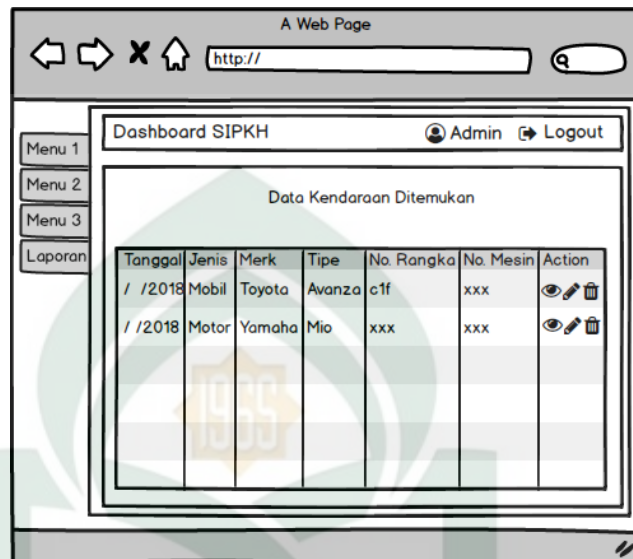 A Web Page
http://
Dashboard SIPKH Admin Logout
Menu 1
Menu 2
Menu 3
Laporan
Data Kendaraan Ditemukan
Tanggal Jenis Merk Tipe No. Rangka No. Mesin Action
/ /2018 Mobil Toyota Avanza c1f xxx
/ /2018 Motor Yamaha Mio xxx xxx
1965